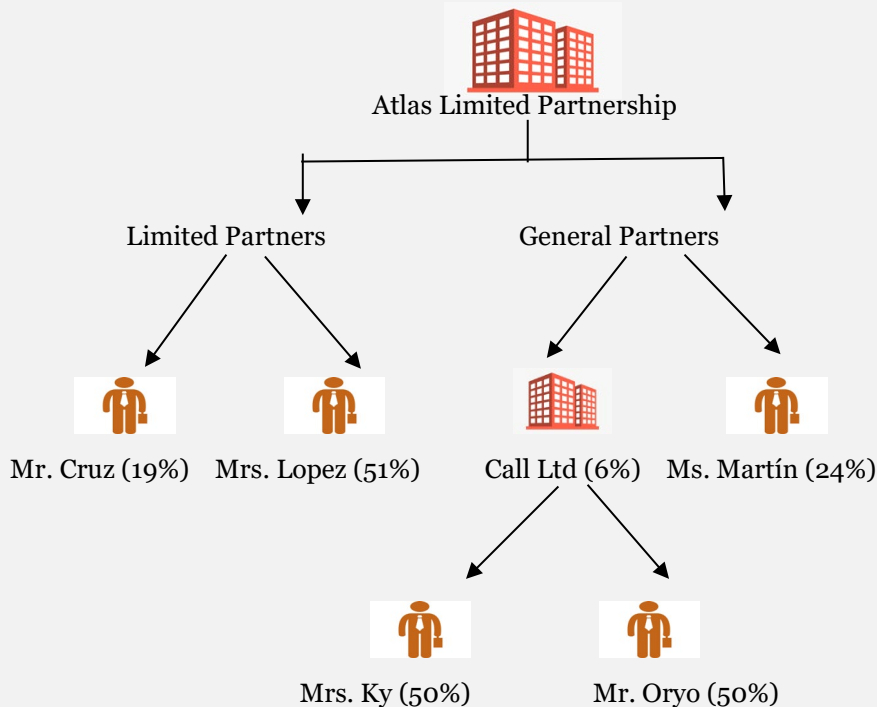 Atlas Limited Partnership
Limited Partners
General Partners
Mr. Cruz (19%)
Mrs. Lopez (51%)
Call Ltd (6%)
Ms. Martín (24%)
Mrs. Ky (50%)
Mr. Oryo (50%)